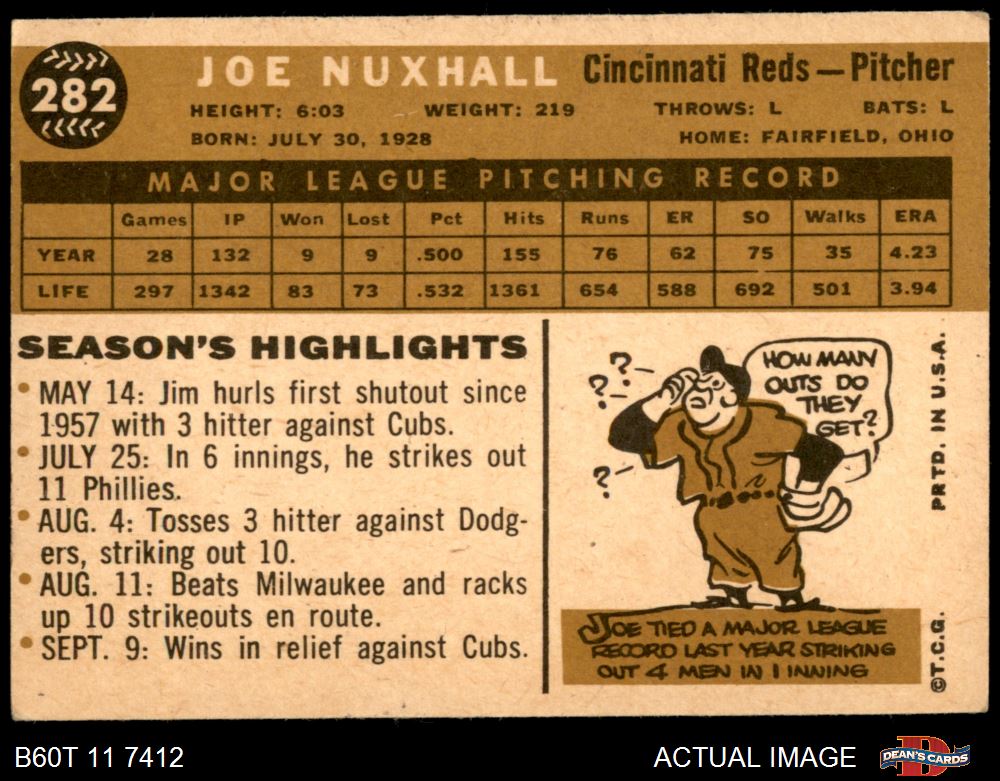 282
JOE NUXHALL Cincinnati Reds—Pitcher
HEIGHT: 6:03 WEIGHT: 219 THROWS: L BATS: L
BORN: JULY 30, 1928 HOME: FAIRFIELD, OHIO
MAJOR LEAGUE PITCHING RECORD
Games IP Won Lost Pct Hits Runs ER SO Walks ERA
YEAR 28 132 9 9 .500 155 76 62 75 35 4.23
LIFE 297 1342 83 73 .532 1361 654 588 692 501 3.94
SEASON'S HIGHLIGHTS
• MAY 14: Jim hurls first shutout since
1957 with 3 hitter against Cubs.
• JULY 25: In 6 innings, he strikes out
11 Phillies.
• AUG. 4: Tosses 3 hitter against Dodg-
ers, striking out 10.
• AUG. 11: Beats Milwaukee and racks
up 10 strikeouts en route.
• SEPT. 9: Wins in relief against Cubs.
? ? ? ?
HOW MANY
OUTS DO
THEY
GET?
JOE TIED A MAJOR LEAGUE
RECORD LAST YEAR STRIKING
OUT 4 MEN IN 1 INNING
©T.C.G. PRTD. IN U.S.A.
B60T 11 7412 ACTUAL IMAGE DEAN'S CARDS